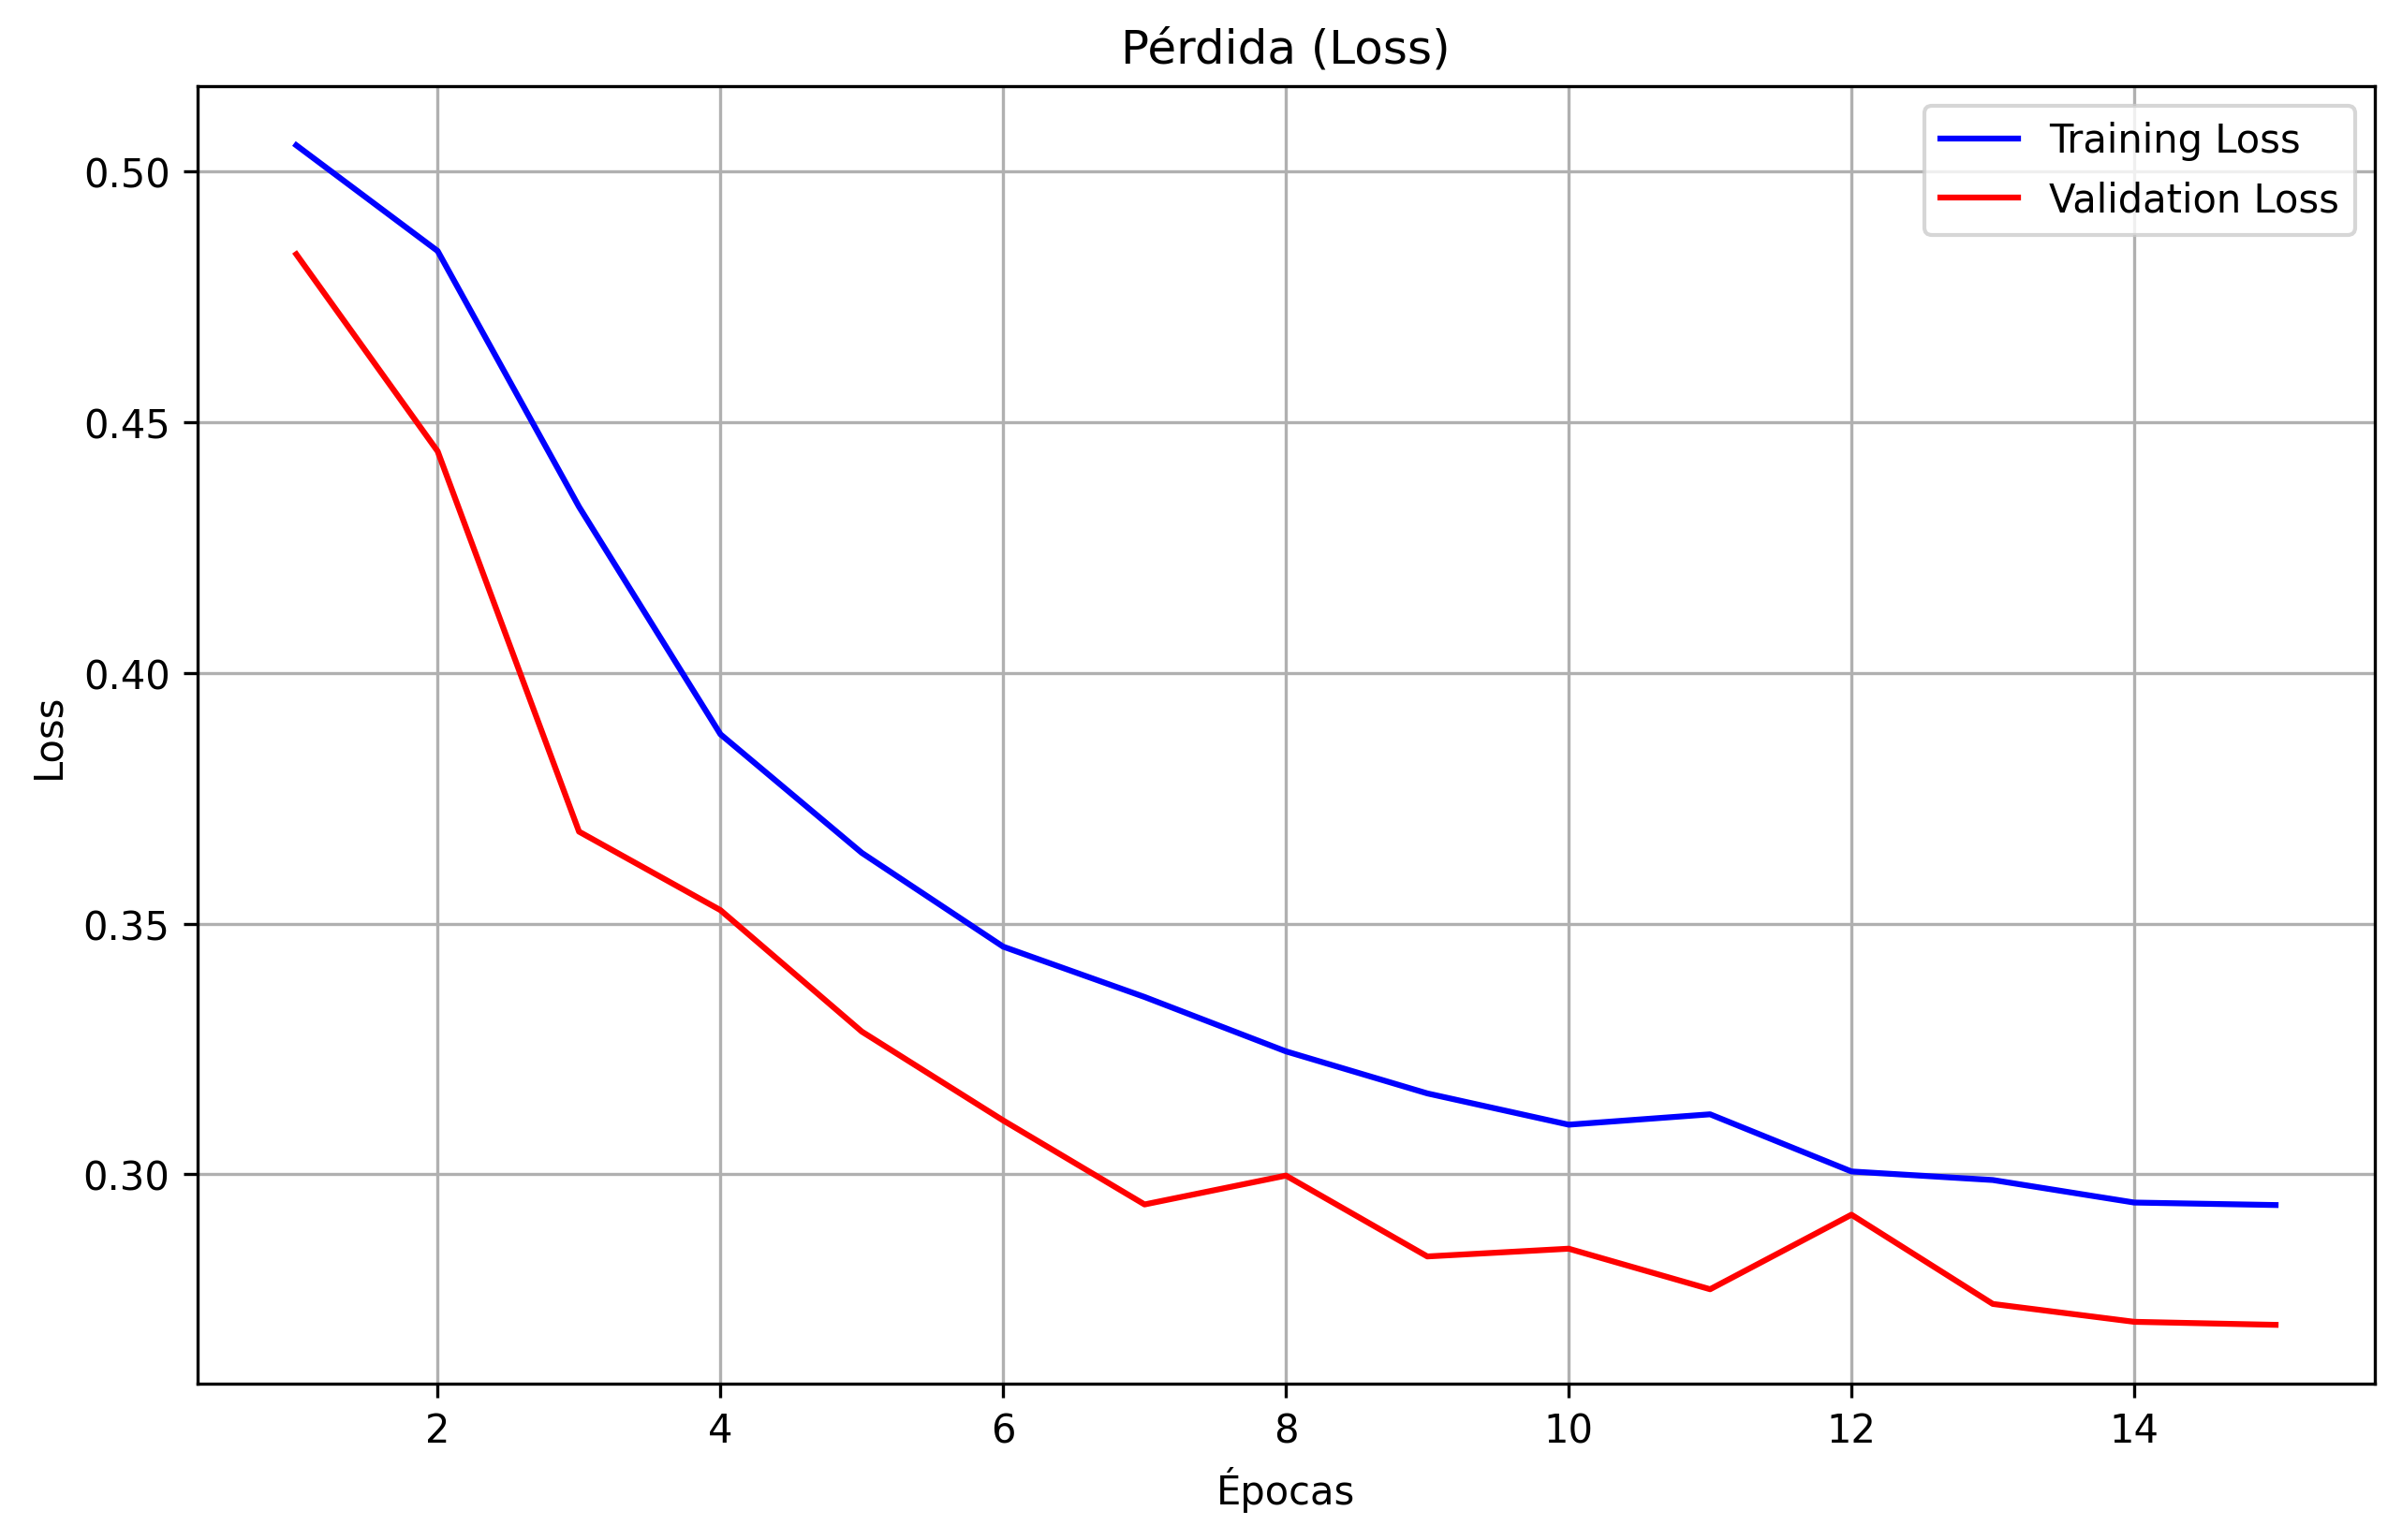 Pérdida (Loss)
Training Loss
Validation Loss
0.50
0.45
0.40
0.35
0.30
Loss
2 4 6 8 10 12 14
Épocas